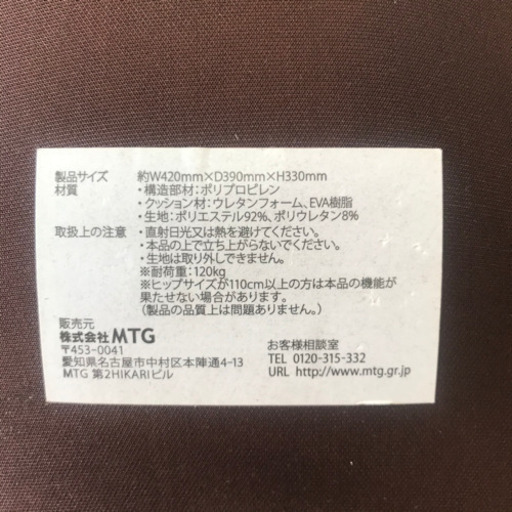 製品サイズ 約W420mm×D390mm×H330mm
材質 ・構造部材：ポリプロピレン
・クッション材：ウレタンフォーム、EVA樹脂
・生地：ポリエステル92%、ポリウレタン8%
取扱上の注意 ・直射日光又は熱を避けてください。
・本品の上で立ち上がらないでください。
・生地は取り外しできません。
※耐荷重：120kg
※ヒップサイズが110cm以上の方は本品の機能が
果たせない場合があります。
(製品の品質上は問題ありません。)
販売元
株式会社MTG
〒453-0041
愛知県名古屋市中村区本陣通4-13
MTG 第2HIKARIビル
お客様相談室
TEL 0120-315-332
URL http://www.mtg.gr.jp